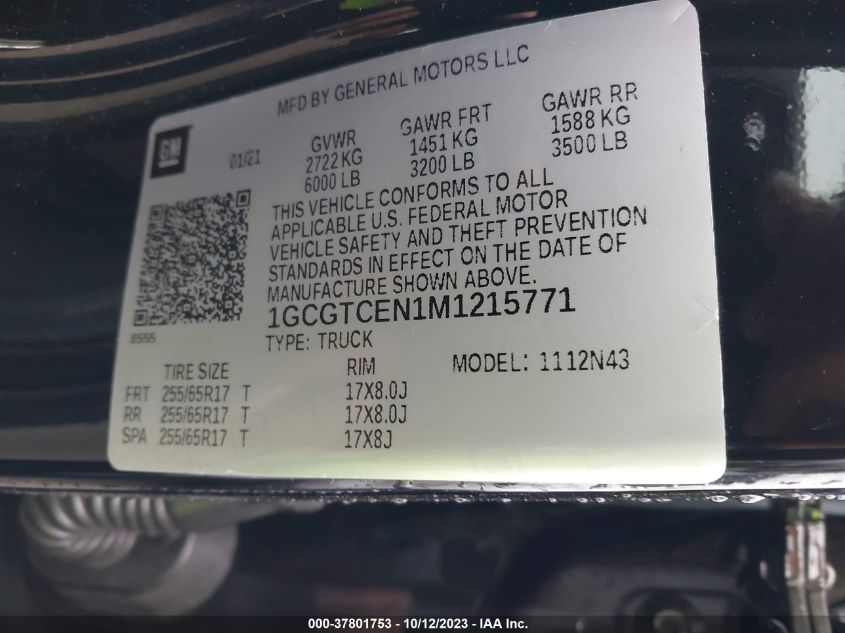 MFD BY GENERAL MOTORS LLC
GM
01/21
GVWR
2722 KG
6000 LB
GAWR FRT
1451 KG
3200 LB
GAWR RR
1588 KG
3500 LB
THIS VEHICLE CONFORMS TO ALL
APPLICABLE U.S. FEDERAL MOTOR
VEHICLE SAFETY AND THEFT PREVENTION
STANDARDS IN EFFECT ON THE DATE OF
MANUFACTURE SHOWN ABOVE.
1GCGTCEN1M1215771
8555
TYPE: TRUCK
MODEL: 1112N43
TIRE SIZE RIM
FRT 255/65R17 T 17X8.0J
RR 255/65R17 T 17X8.0J
SPA 255/65R17 T 17X8J
000-37801753 - 10/12/2023 - IAA Inc.